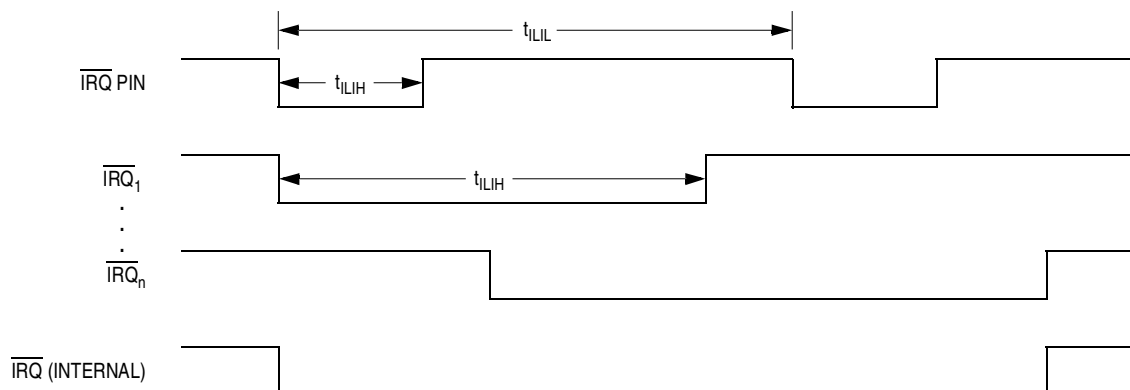 tILIL
IRQ PIN
tILIH
IRQ1
tILIH
.
.
.
IRQn
IRQ (INTERNAL)